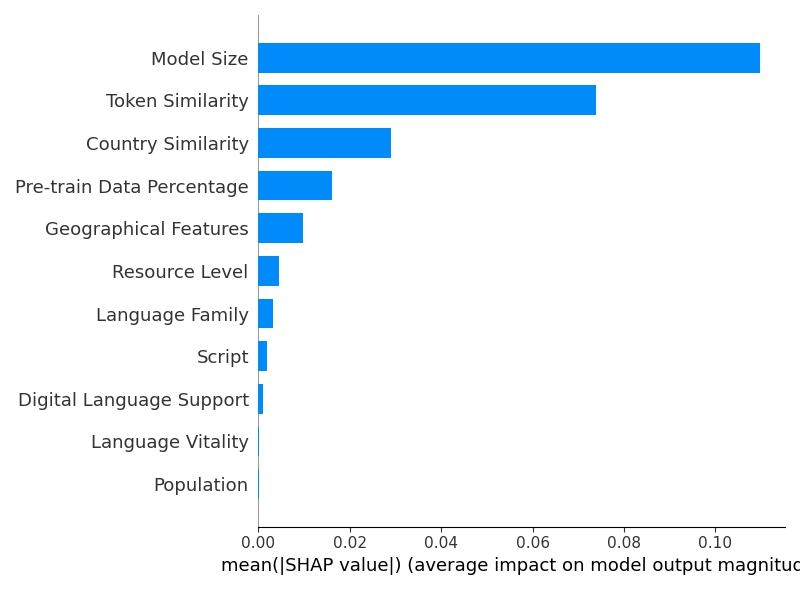 Model Size
Token Similarity
Country Similarity
Pre-train Data Percentage
Geographical Features
Resource Level
Language Family
Script
Digital Language Support
Language Vitality
Population
0.00 0.02 0.04 0.06 0.08 0.10
mean(|SHAP value|) (average impact on model output magnitud